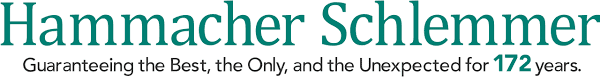 Hammacher Schlemmer
Guaranteeing the Best, the Only, and the Unexpected for 172 years.